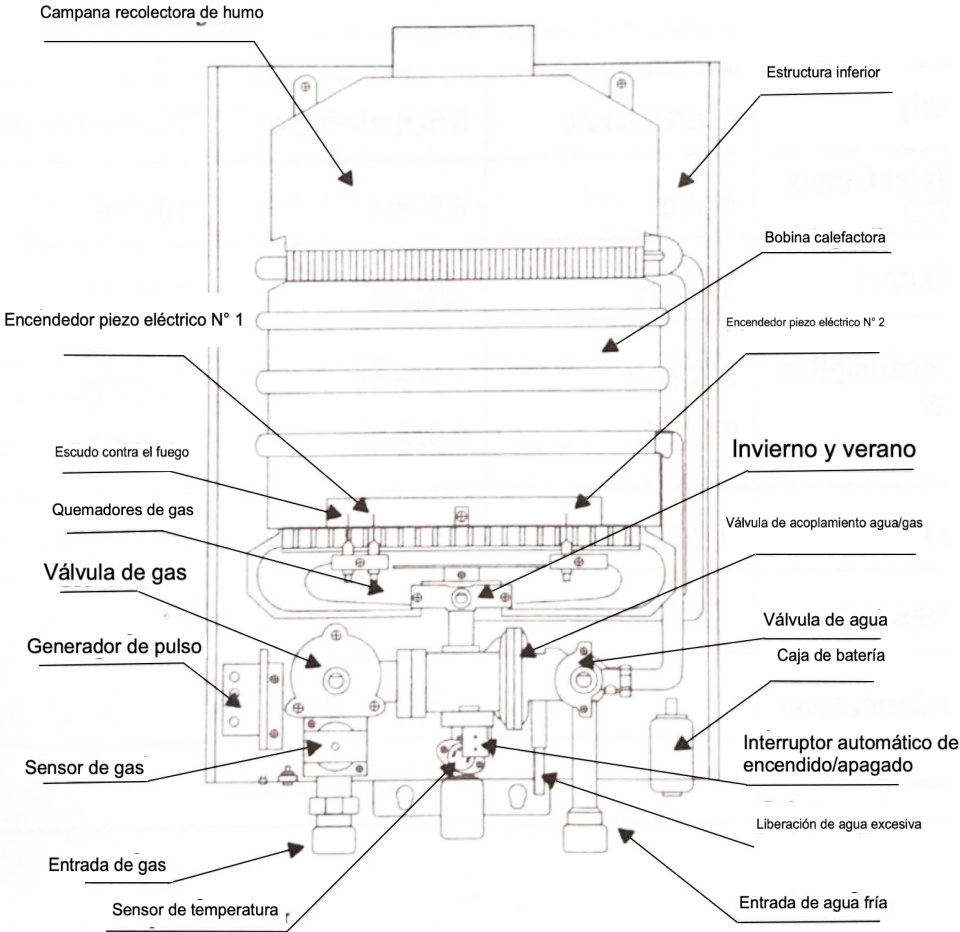 Campana recolectora de humo
Estructura inferior
Bobina calefactora
Encendedor piezo eléctrico N° 1
Encendedor piezo eléctrico N° 2
Escudo contra el fuego
Invierno y verano
Quemadores de gas
Válvula de acoplamiento agua/gas
Válvula de gas
Válvula de agua
Generador de pulso
Caja de batería
Sensor de gas
Interruptor automático de
encendido/apagado
Liberación de agua excesiva
Entrada de gas
Sensor de temperatura
Entrada de agua fría